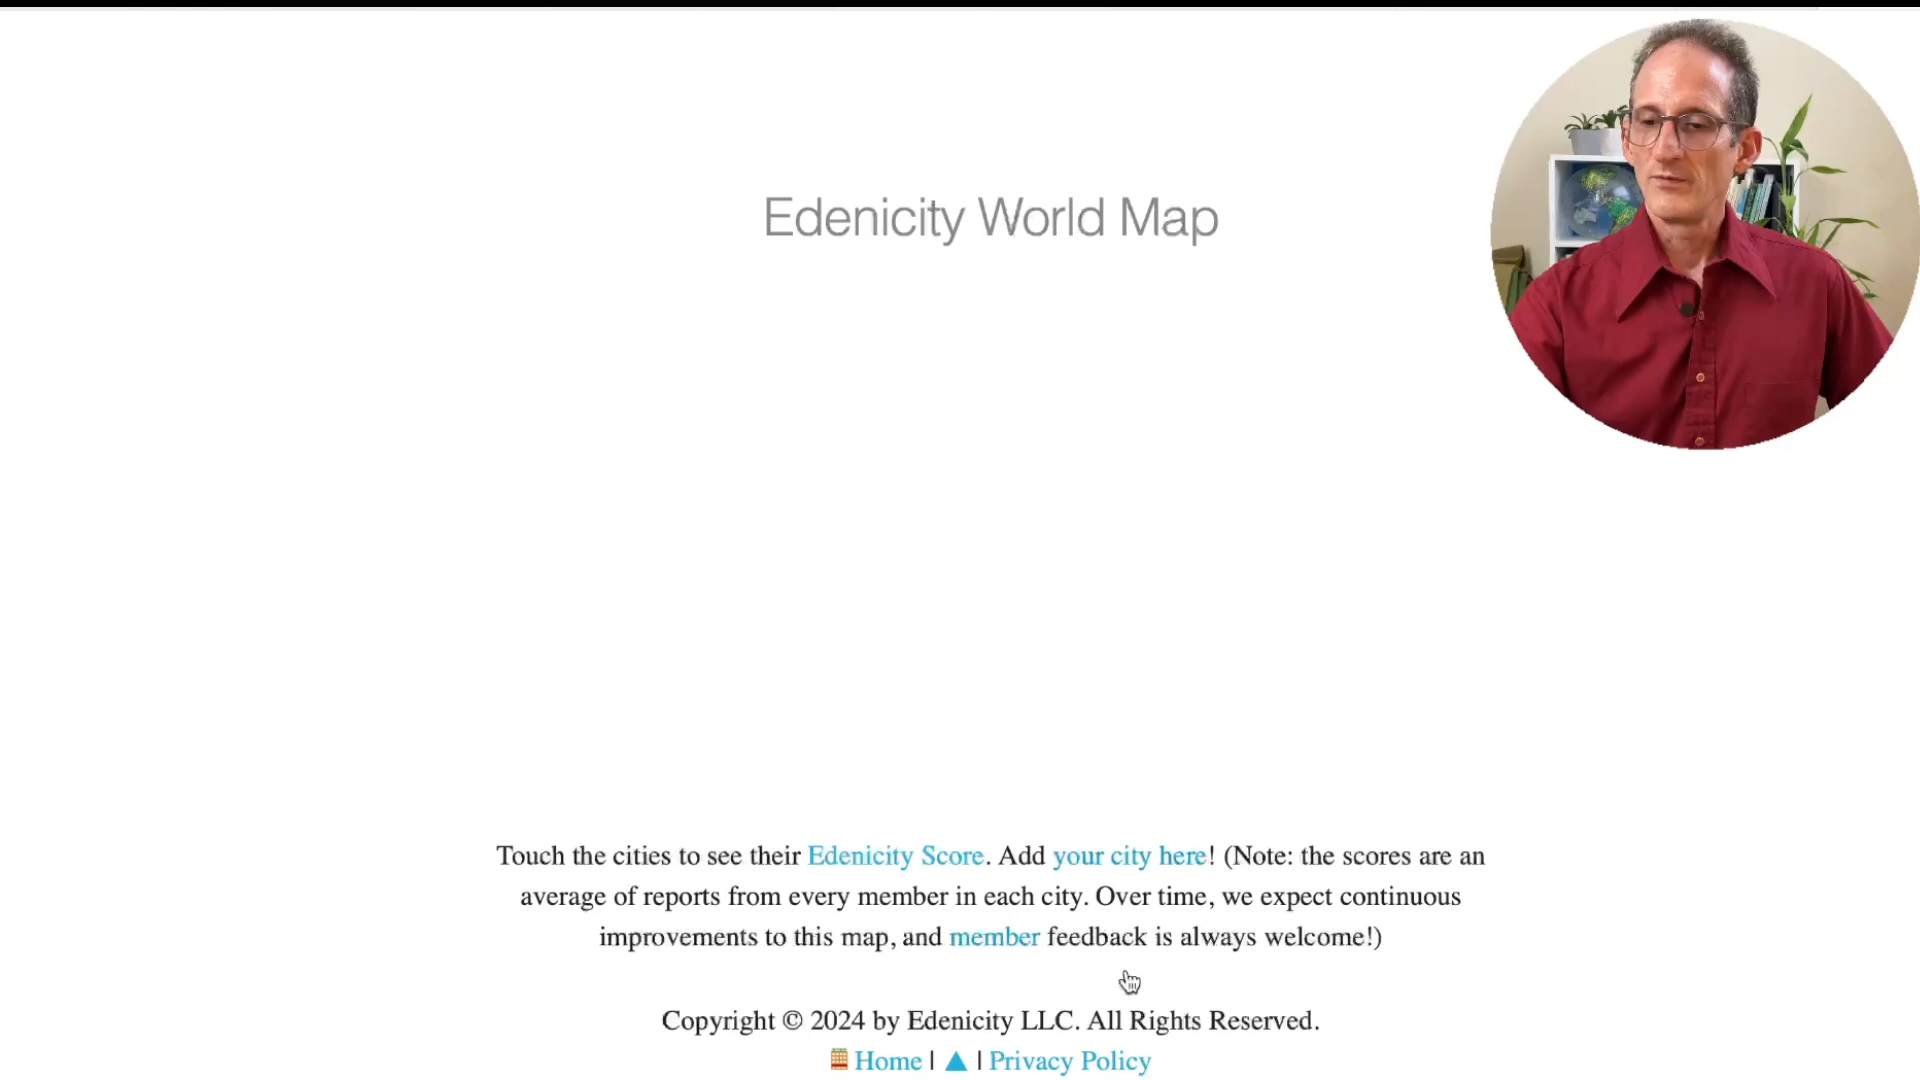 Edenicity World Map
Touch the cities to see their Edenicity Score. Add your city here! (Note: the scores are an
average of reports from every member in each city. Over time, we expect continuous
improvements to this map, and member feedback is always welcome!)
Copyright © 2024 by Edenicity LLC. All Rights Reserved.
Home | ▲ | Privacy Policy